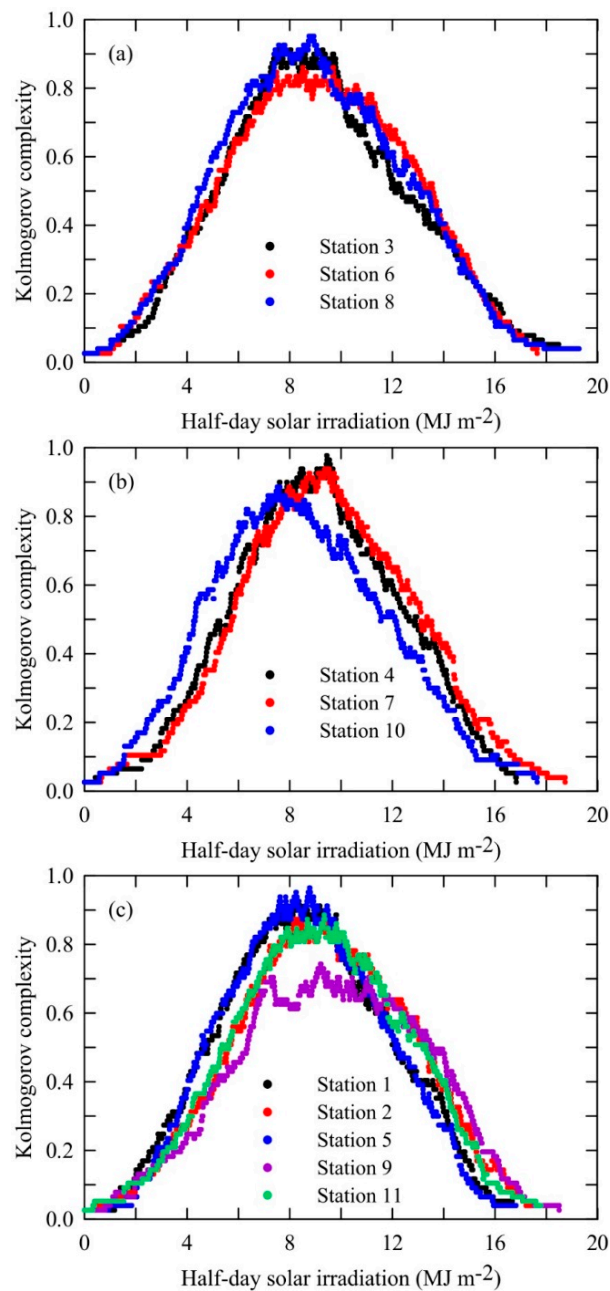 1.0
(a)
0.8
0.6
0.4
0.2
0.0
Kolmogorov complexity
Station 3
Station 6
Station 8
0 4 8 12 16 20
Half-day solar irradiation (MJ m-2)
1.0
(b)
0.8
0.6
0.4
0.2
0.0
Kolmogorov complexity
Station 4
Station 7
Station 10
0 4 8 12 16 20
Half-day solar irradiation (MJ m-2)
1.0
(c)
0.8
0.6
0.4
0.2
0.0
Kolmogorov complexity
Station 1
Station 2
Station 5
Station 9
Station 11
0 4 8 12 16 20
Half-day solar irradiation (MJ m-2)